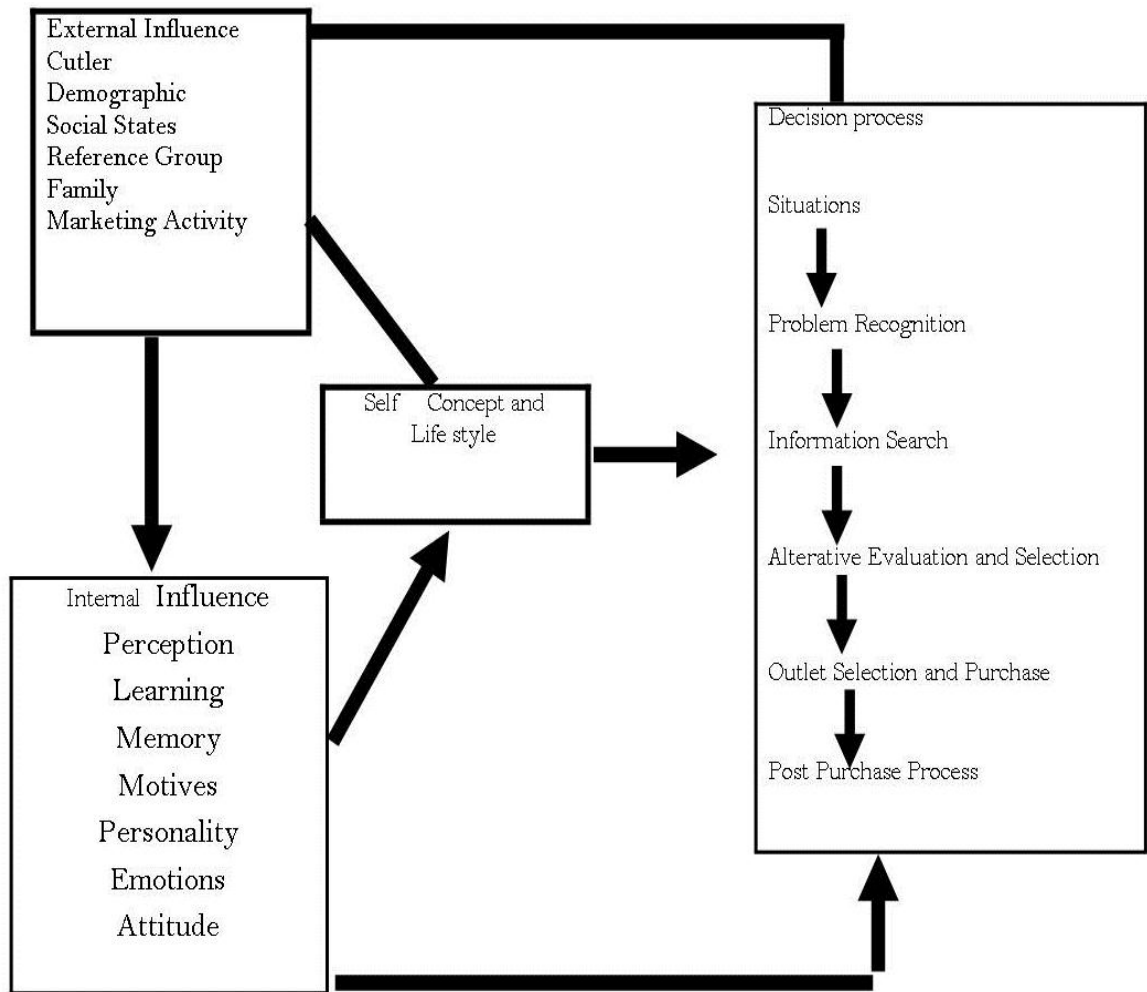 External Influence
Cutler
Demographic
Social States
Reference Group
Family
Marketing Activity
Self Concept and
Life style
Internal Influence
Perception
Learning
Memory
Motives
Personality
Emotions
Attitude
Decision process
Situations
Problem Recognition
Information Search
Alterative Evaluation and Selection
Outlet Selection and Purchase
Post Purchase Process